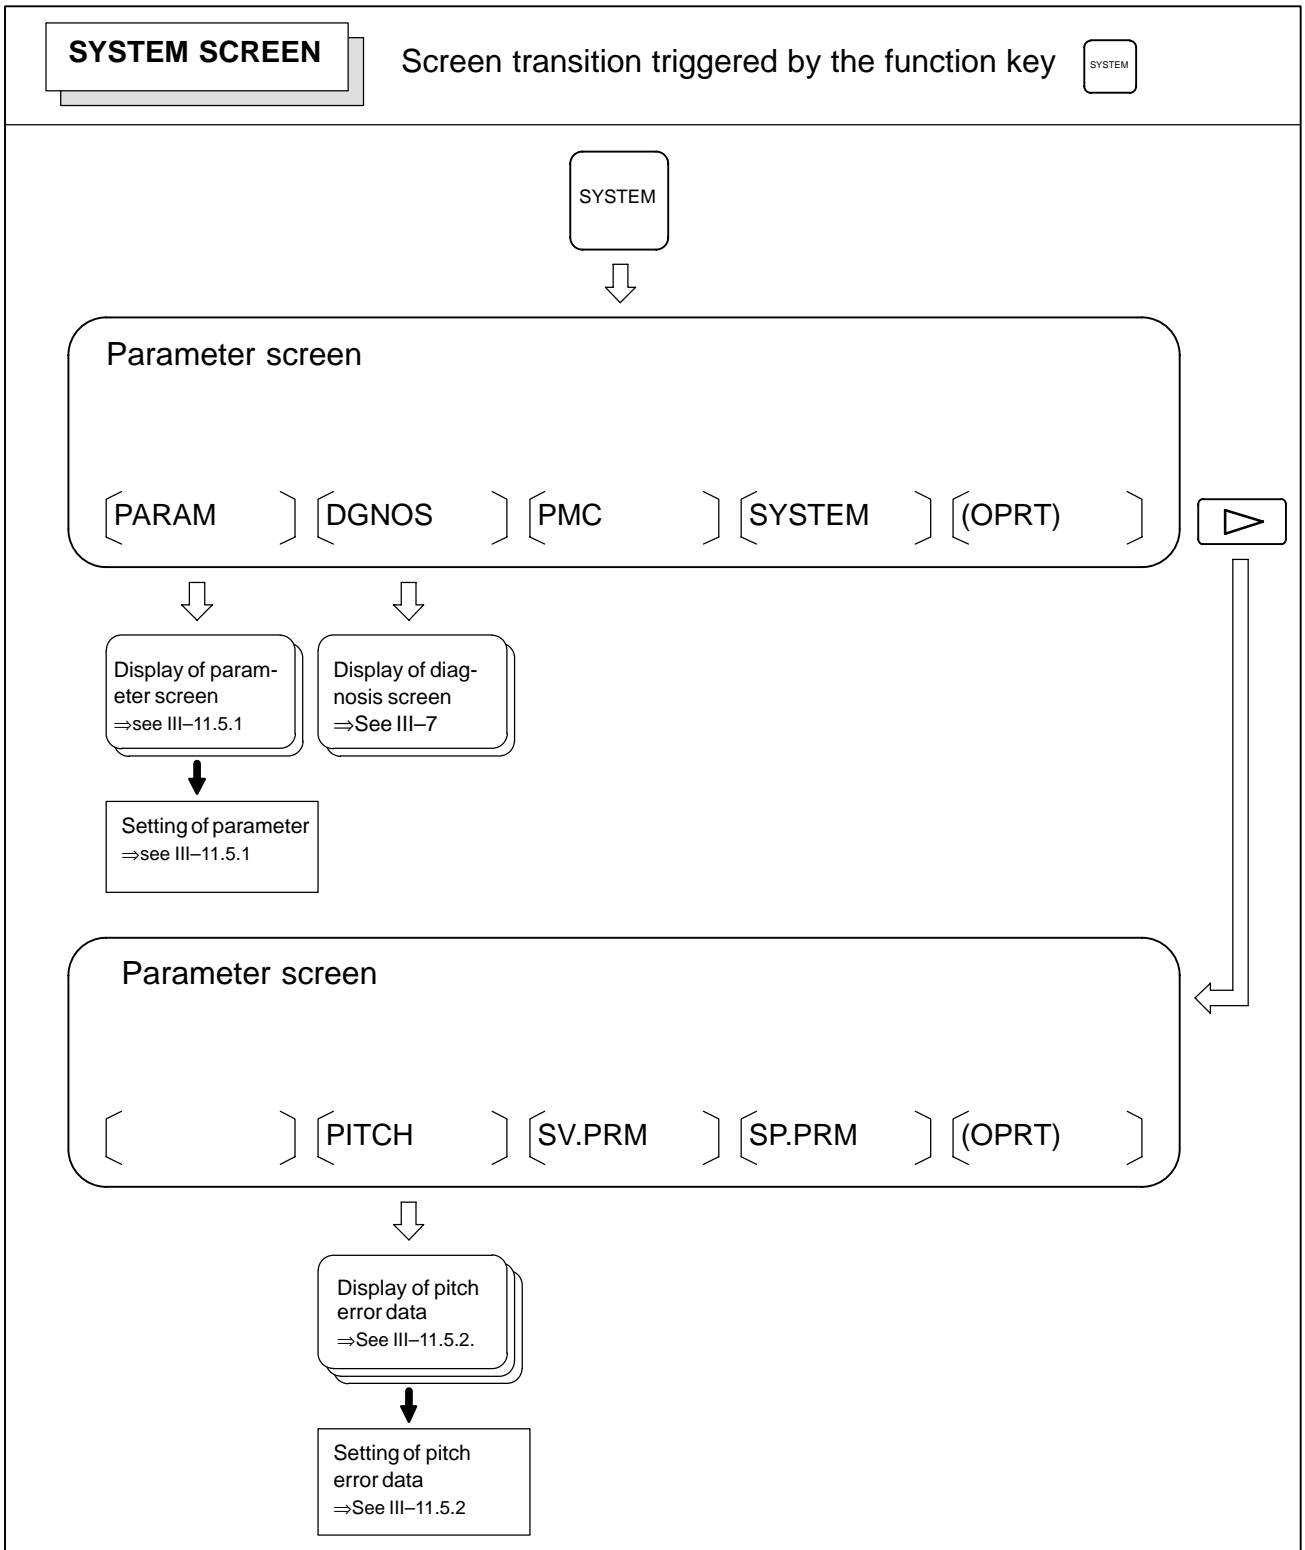 SYSTEM SCREEN
Screen transition triggered by the function key
SYSTEM
SYSTEM
Parameter screen
PARAM
DGNOS
PMC
SYSTEM
(OPRT)
Display of param-
eter screen
⇒see III–11.5.1
Display of diag-
nosis screen
⇒See III–7
Setting of parameter
⇒see III–11.5.1
Parameter screen
PITCH
SV.PRM
SP.PRM
(OPRT)
Display of pitch
error data
⇒See III–11.5.2.
Setting of pitch
error data
⇒See III–11.5.2